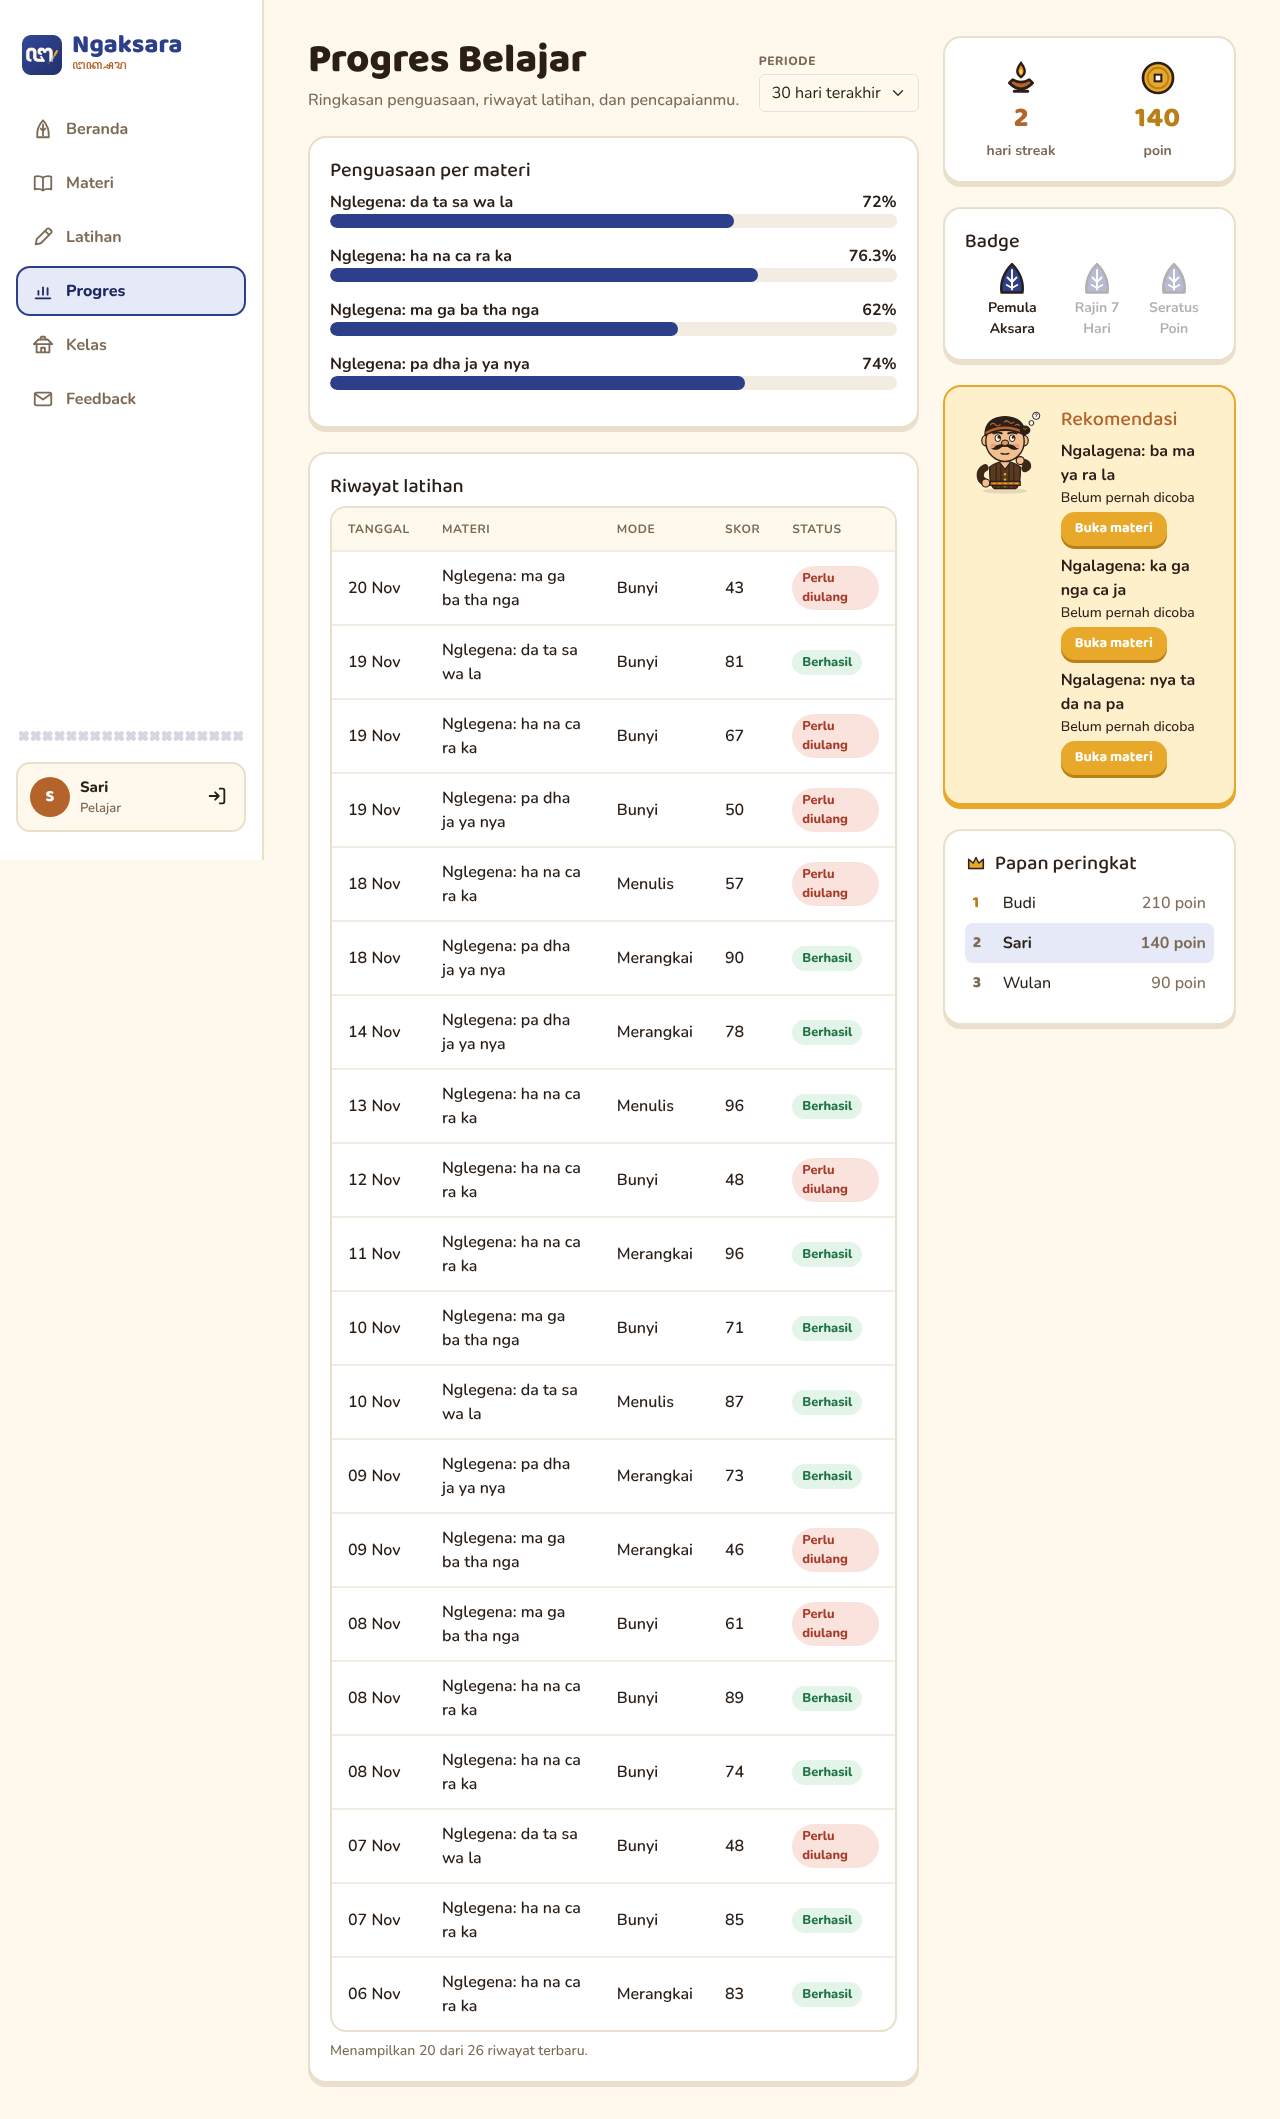 Ngaksara
Beranda
Materi
Latihan
Progres
Kelas
Feedback
S
Sari
Pelajar
Progres Belajar
Ringkasan penguasaan, riwayat latihan, dan pencapaianmu.
PERIODE
30 hari terakhir
Penguasaan per materi
Nglegena: da ta sa wa la 72%
Nglegena: ha na ca ra ka 76.3%
Nglegena: ma ga ba tha nga 62%
Nglegena: pa dha ja ya nya 74%
Riwayat latihan
TANGGAL MATERI MODE SKOR STATUS
20 Nov Nglegena: ma ga ba tha nga Bunyi 43 Perlu diulang
19 Nov Nglegena: da ta sa wa la Bunyi 81 Berhasil
19 Nov Nglegena: ha na ca ra ka Bunyi 67 Perlu diulang
19 Nov Nglegena: pa dha ja ya nya Bunyi 50 Perlu diulang
18 Nov Nglegena: ha na ca ra ka Menulis 57 Perlu diulang
18 Nov Nglegena: pa dha ja ya nya Merangkai 90 Berhasil
14 Nov Nglegena: pa dha ja ya nya Merangkai 78 Berhasil
13 Nov Nglegena: ha na ca ra ka Menulis 96 Berhasil
12 Nov Nglegena: ha na ca ra ka Bunyi 48 Perlu diulang
11 Nov Nglegena: ha na ca ra ka Merangkai 96 Berhasil
10 Nov Nglegena: ma ga ba tha nga Bunyi 71 Berhasil
10 Nov Nglegena: da ta sa wa la Menulis 87 Berhasil
09 Nov Nglegena: pa dha ja ya nya Merangkai 73 Berhasil
09 Nov Nglegena: ma ga ba tha nga Merangkai 46 Perlu diulang
08 Nov Nglegena: ma ga ba tha nga Bunyi 61 Perlu diulang
08 Nov Nglegena: ha na ca ra ka Bunyi 89 Berhasil
08 Nov Nglegena: ha na ca ra ka Bunyi 74 Berhasil
07 Nov Nglegena: da ta sa wa la Bunyi 48 Perlu diulang
07 Nov Nglegena: ha na ca ra ka Bunyi 85 Berhasil
06 Nov Nglegena: ha na ca ra ka Merangkai 83 Berhasil
Menampilkan 20 dari 26 riwayat terbaru.
2 140
hari streak poin
Badge
Pemula Aksara
Rajin 7 Hari
Seratus Poin
Rekomendasi
Ngalagena: ba ma
ya ra la
Belum pernah dicoba
Buka materi
Ngalagena: ka ga
nga ca ja
Belum pernah dicoba
Buka materi
Ngalagena: nya ta
da na pa
Belum pernah dicoba
Buka materi
Papan peringkat
1 Budi 210 poin
2 Sari 140 poin
3 Wulan 90 poin